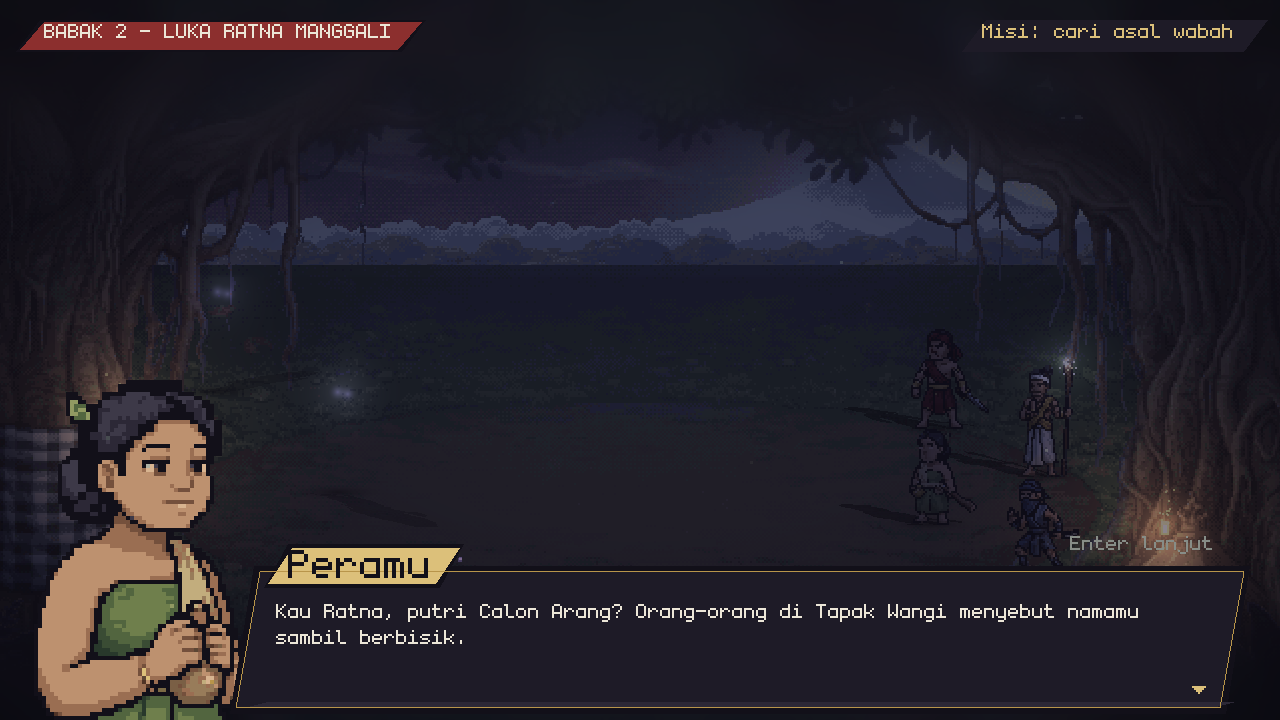 BABAK 2 - LUKA RATNA MANGGALI
Misi: cari asal wabah
Enter lanjut
Peramu
Kau Ratna, putri Calon Arang? Orang-orang di Tapak Wangi menyebut namamu
sambil berbisik.